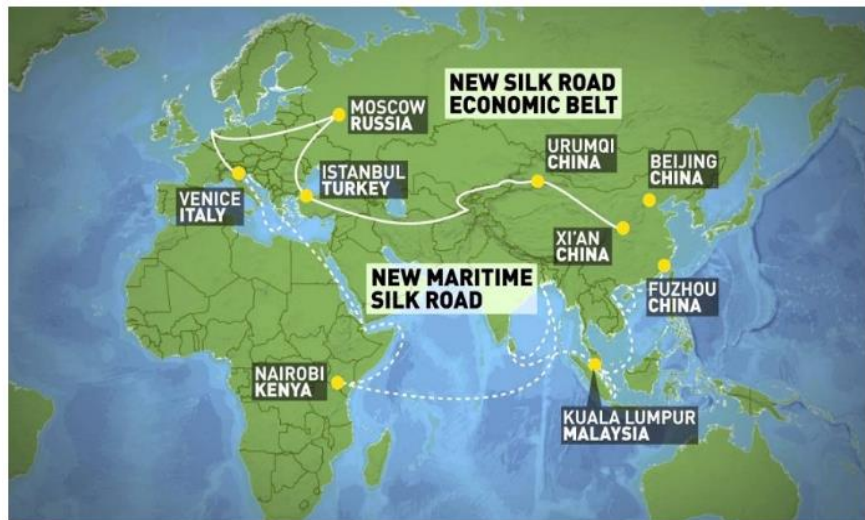 NEW SILK ROAD
ECONOMIC BELT
MOSCOW
RUSSIA
URUMQI
CHINA
BEIJING
CHINA
ISTANBUL
TURKEY
VENICE
ITALY
XI'AN
CHINA
NEW MARITIME
SILK ROAD
FUZHOU
CHINA
NAIROBI
KENYA
KUALA LUMPUR
MALAYSIA